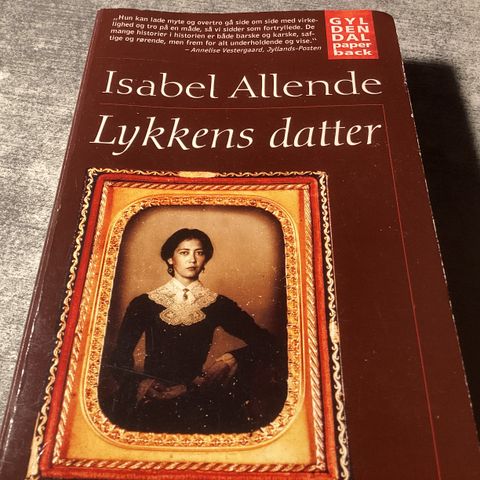 „Hun kan lade myte og overtro gå side om side med virke-
lighed og tro på en måde, så vi sidder som fortryllede. De
mange historier i historien er både barske og karske, saf-
tige og rørende, men frem for alt underholdende og vise.“
– Annelise Vestergaard, Jyllands-Posten
GYL
DEN
DAL
paper
back
Isabel Allende
Lykkens datter